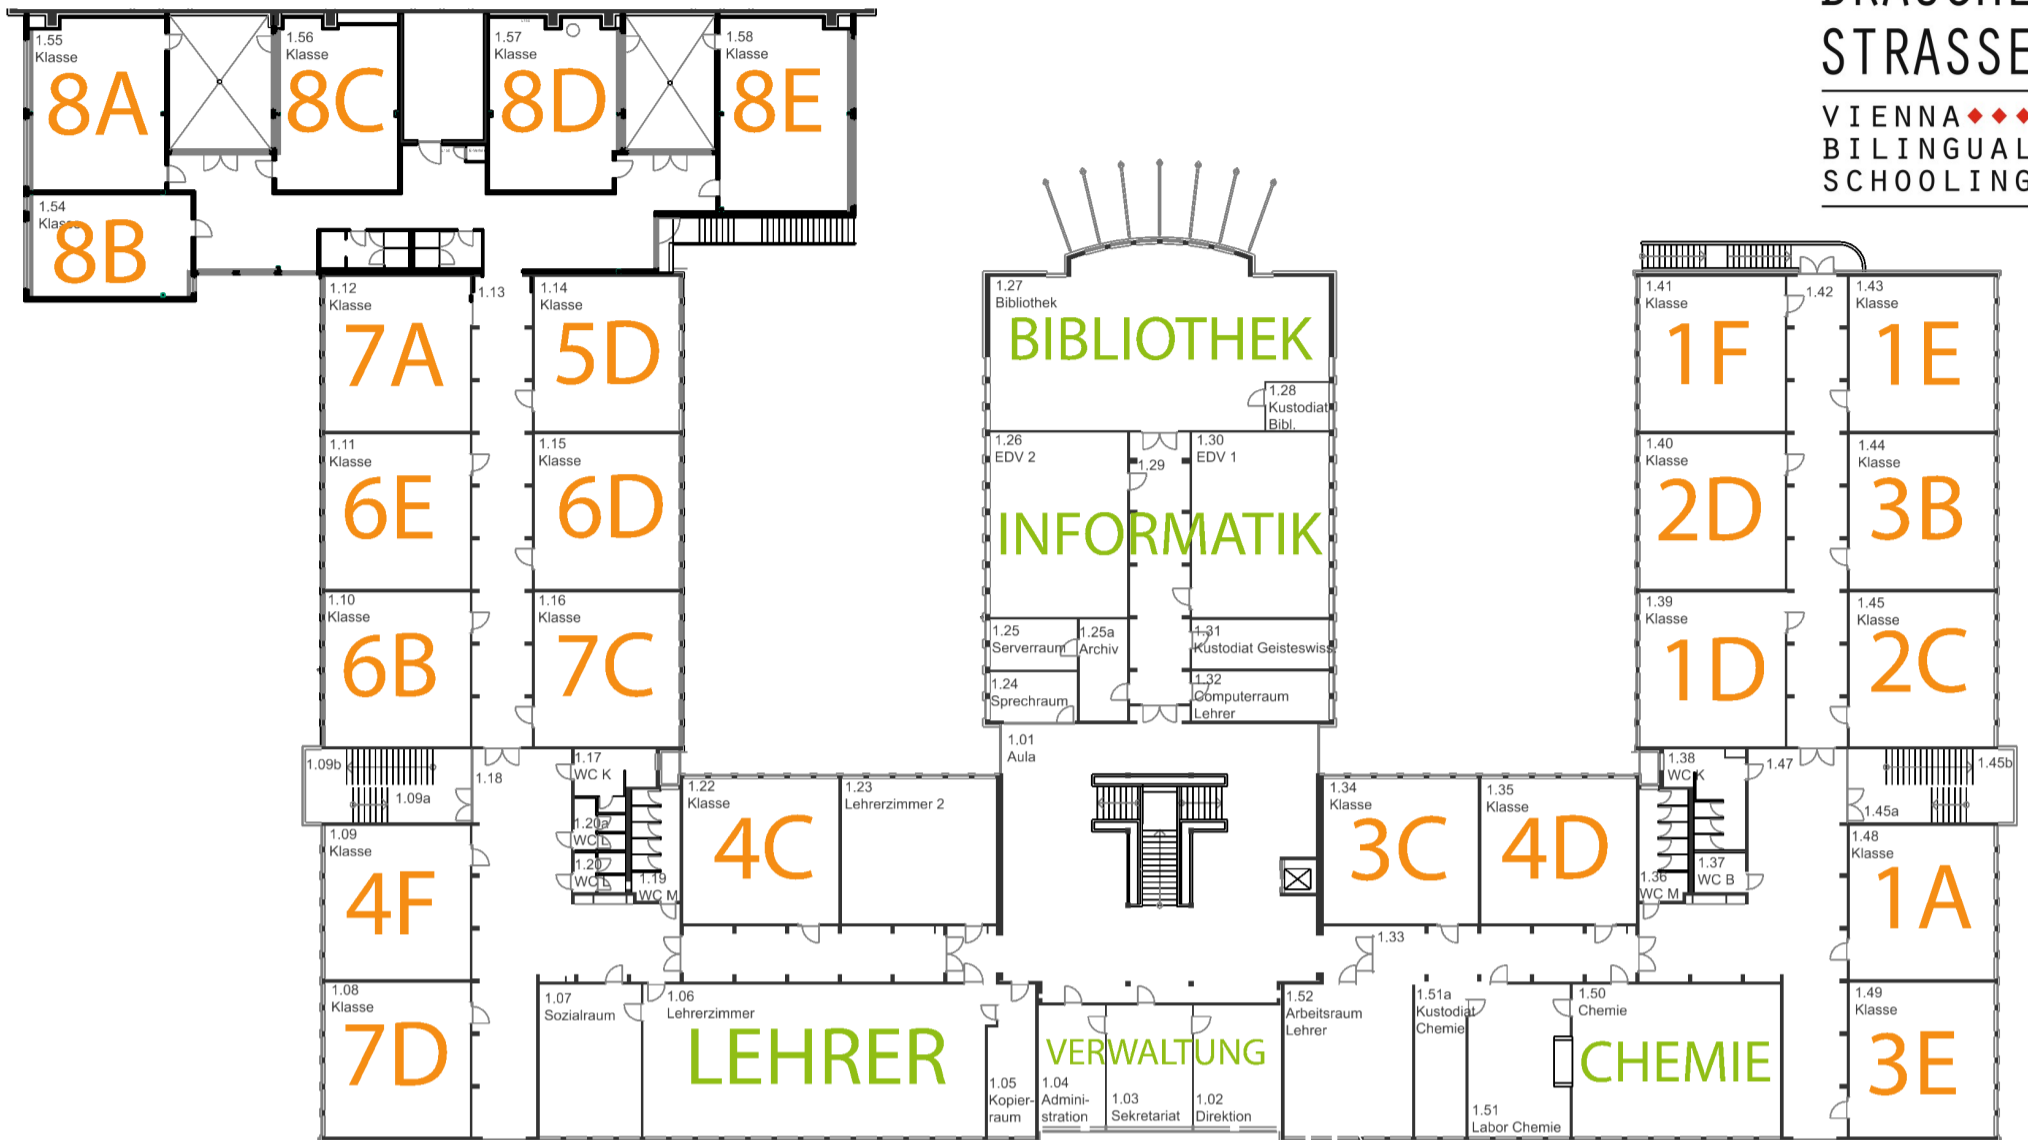 STRASSE
VIENNA
BILINGUAL
SCHOOLING
1.55
Klasse
8A
1.56
Klasse
8C
1.57
Klasse
8D
1.58
Klasse
8E
1.54
Klasse
8B
1.12
Klasse
7A
1.13
1.14
Klasse
5D
1.11
Klasse
6E
1.15
Klasse
6D
1.10
Klasse
6B
1.16
Klasse
7C
1.09b
1.09a
1.18
1.17
WC K
1.20a
WC L
1.20
WC L
1.19
WC M
1.09
Klasse
4F
1.08
Klasse
7D
1.22
Klasse
4C
1.23
Lehrerzimmer 2
1.07
Sozialraum
1.06
Lehrerzimmer
LEHRER
1.05
Kopier-
raum
1.27
Bibliothek
BIBLIOTHEK
1.28
Kustodiat
Bibl.
1.26
EDV 2
1.29
1.30
EDV 1
INFORMATIK
1.25
Serverraum
1.25a
Archiv
1.31
Kustodiat Geisteswiss.
1.24
Sprechraum
1.32
Computerraum
Lehrer
1.01
Aula
VERWALTUNG
1.04
Admini-
stration
1.03
Sekretariat
1.02
Direktion
1.34
Klasse
3C
1.35
Klasse
4D
1.33
1.52
Arbeitsraum
Lehrer
1.51a
Kustodiat
Chemie
1.51
Labor Chemie
1.50
Chemie
CHEMIE
1.41
Klasse
1F
1.42
1.43
Klasse
1E
1.40
Klasse
2D
1.44
Klasse
3B
1.39
Klasse
1D
1.45
Klasse
2C
1.38
WC K
1.47
1.45b
1.45a
1.37
WC B
1.36
WC M
1.48
Klasse
1A
1.49
Klasse
3E